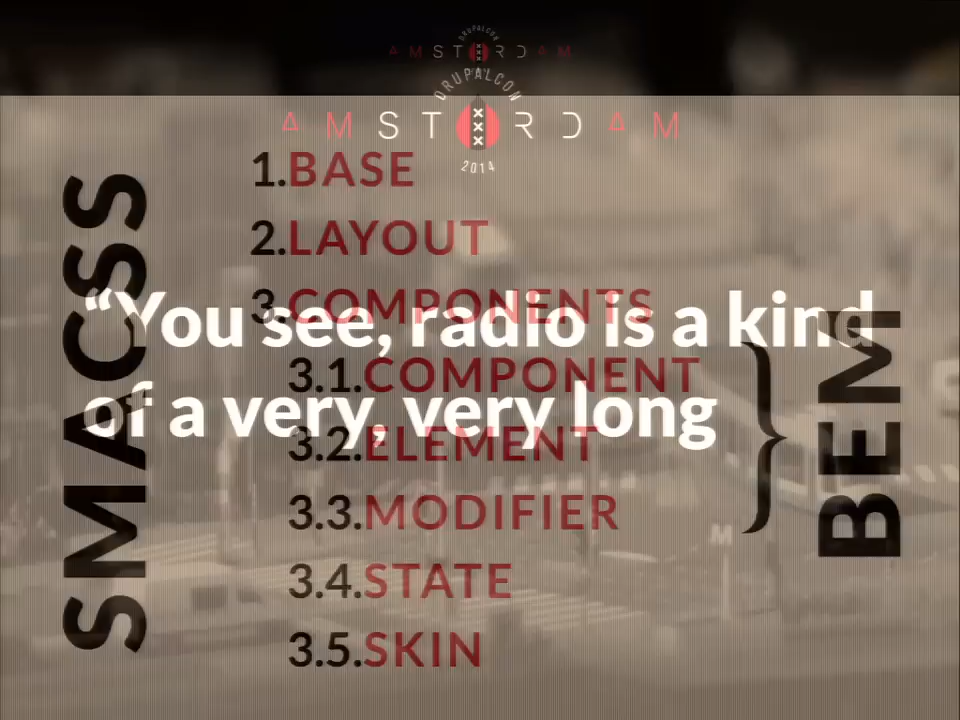 DRUPALCON
AMSTERDAM
DRUPALCON
AMSTERDAM
2014
1.BASE
2.LAYOUT
3.COMPONENTS
“You see, radio is a kind
3.1.COMPONENT
of a very, very long
3.2.ELEMENT
3.3.MODIFIER
M
3.4.STATE
3.5.SKIN
SMACSS
BEM